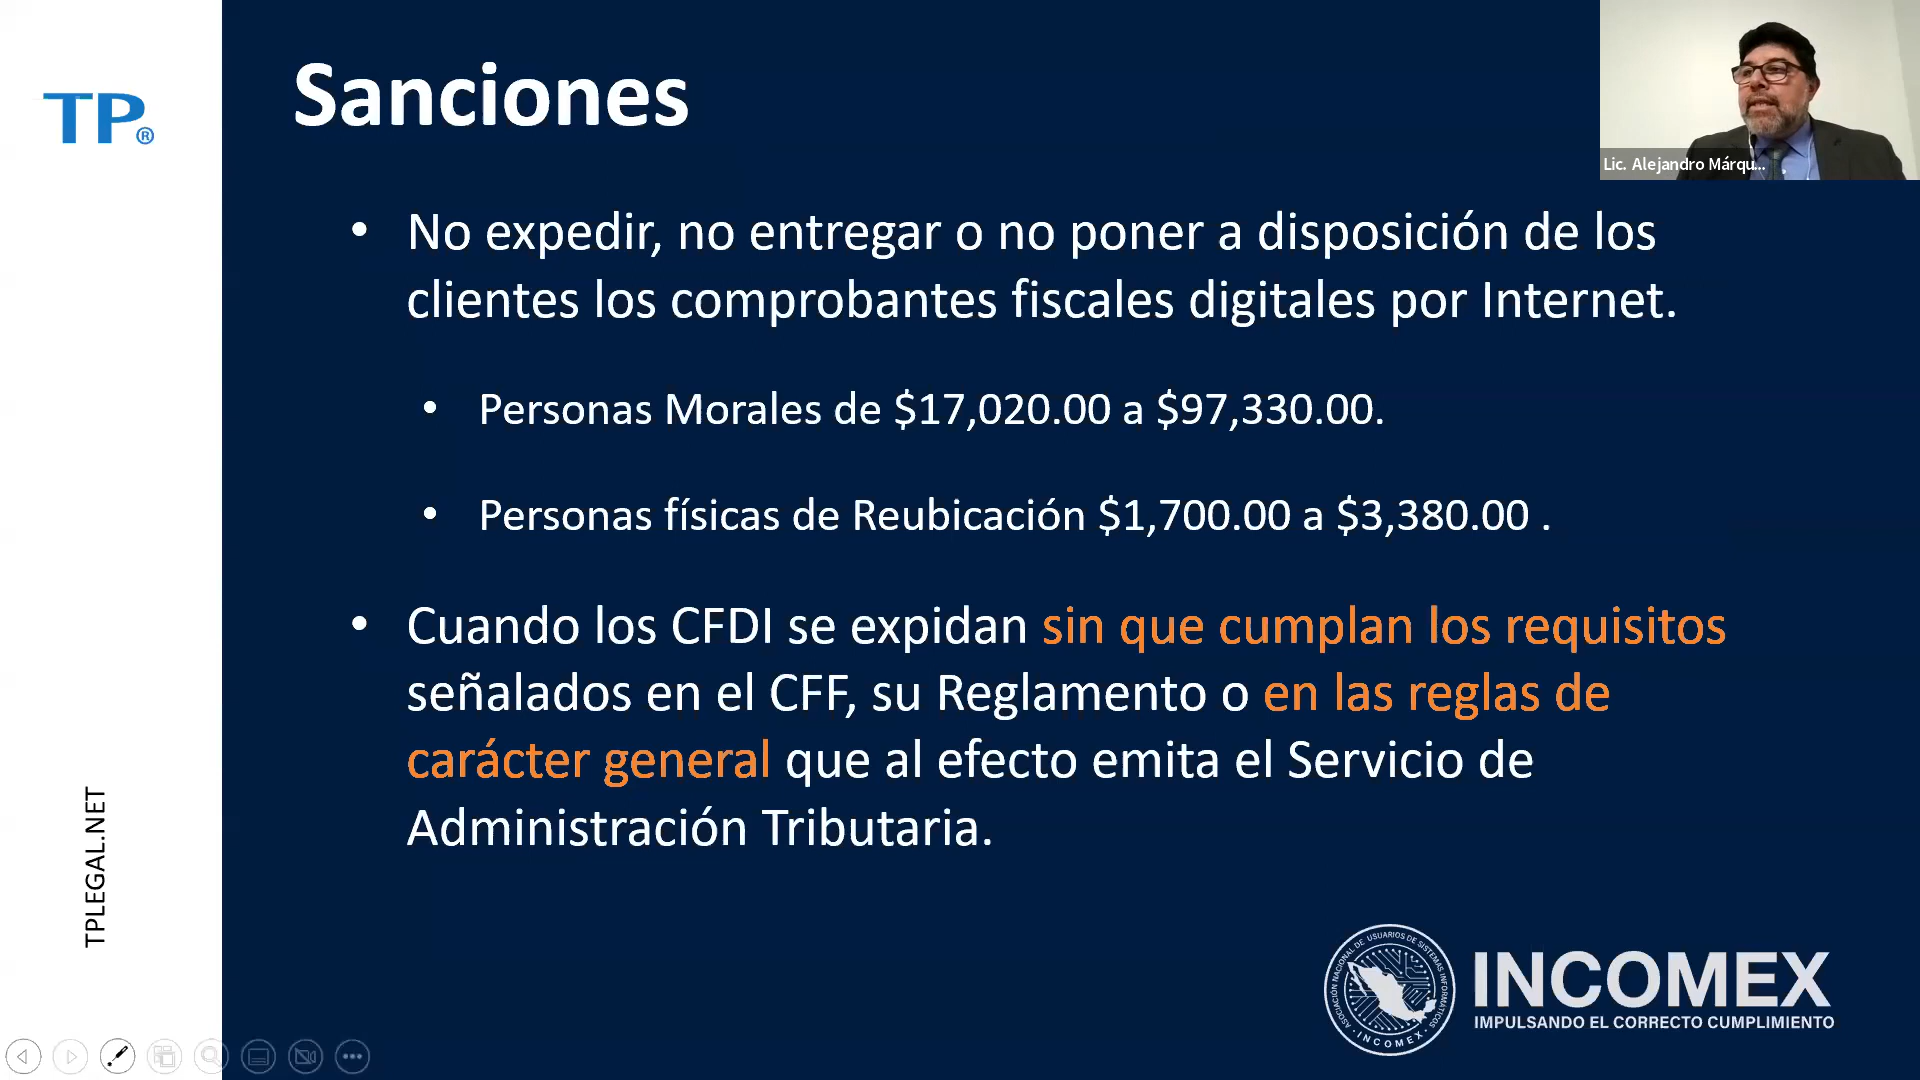 Sanciones
TP®
Lic. Alejandro Márqu...
• No expedir, no entregar o no poner a disposición de los
clientes los comprobantes fiscales digitales por Internet.
• Personas Morales de $17,020.00 a $97,330.00.
• Personas físicas de Reubicación $1,700.00 a $3,380.00 .
• Cuando los CFDI se expidan sin que cumplan los requisitos
señalados en el CFF, su Reglamento o en las reglas de
carácter general que al efecto emita el Servicio de
Administración Tributaria.
TPLEGAL.NET
ASOCIACIÓN NACIONAL DE USUARIOS DE SISTEMAS INFORMÁTICOS
• INCOMEX •
INCOMEX
IMPULSANDO EL CORRECTO CUMPLIMIENTO